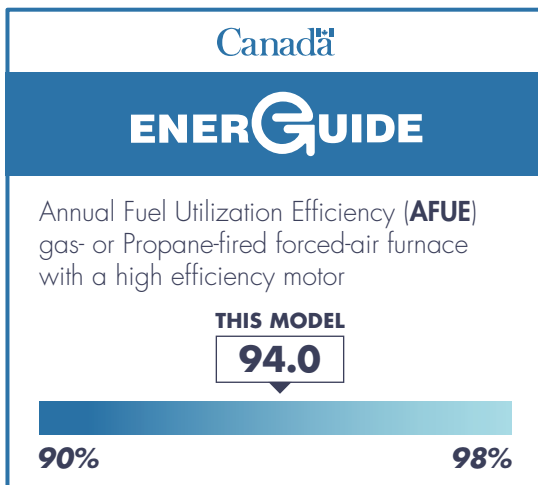 Canada
ENERGUIDE
Annual Fuel Utilization Efficiency (AFUE)
gas- or Propane-fired forced-air furnace
with a high efficiency motor
THIS MODEL
94.0
90% 98%